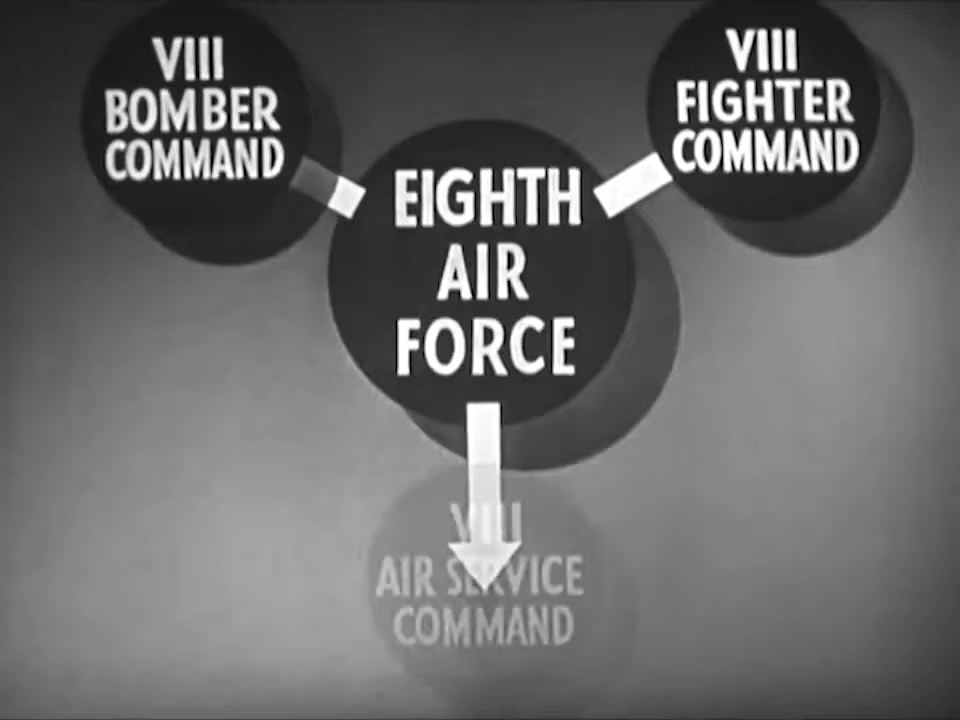 VIII
BOMBER
COMMAND
VIII
FIGHTER
COMMAND
EIGHTH
AIR
FORCE
VIII
AIR SERVICE
COMMAND